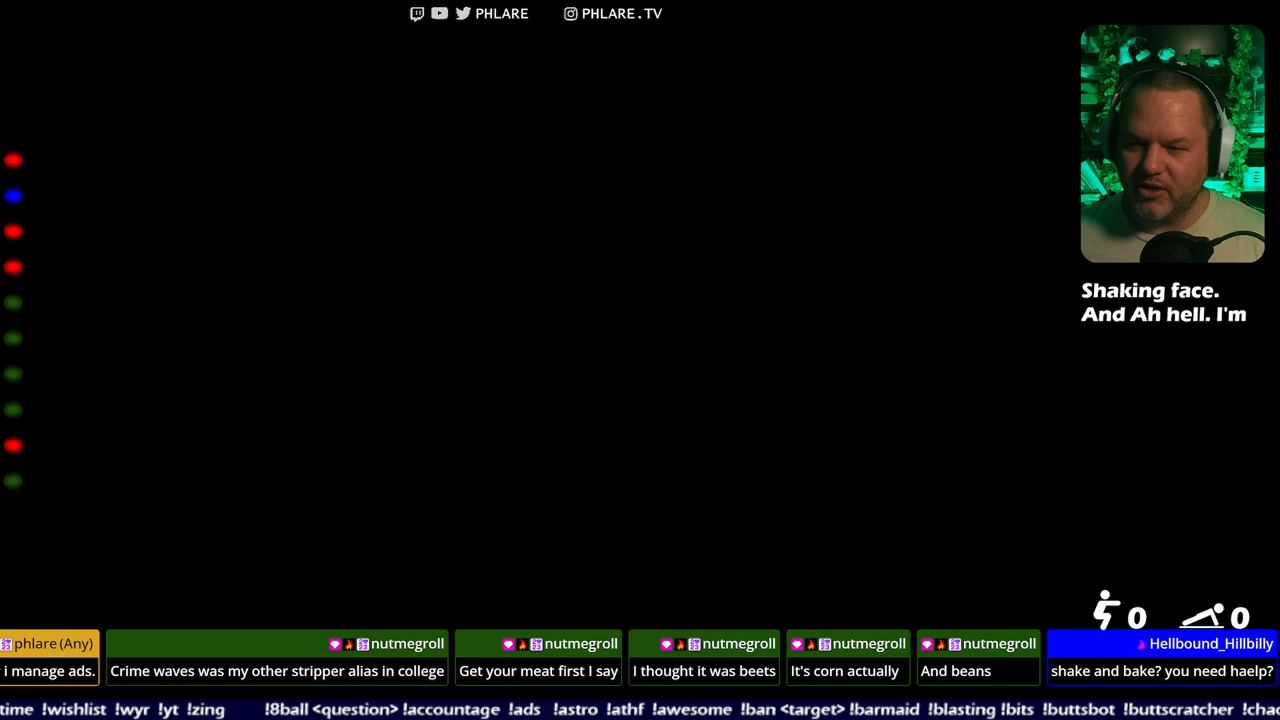 PHLARE PHLARE.TV
Shaking face.
And Ah hell. I'm
0 0
phlare (Any) nutmegroll nutmegroll nutmegroll nutmegroll nutmegroll Hellbound_Hillbilly
i manage ads. Crime waves was my other stripper alias in college Get your meat first I say I thought it was beets It's corn actually And beans shake and bake? you need haelp?
time !wishlist !wyr !yt !zing !8ball <question> !accountage !ads !astro !athf !awesome !ban <target> !barmaid !blasting !bits !buttsbot !buttscratcher